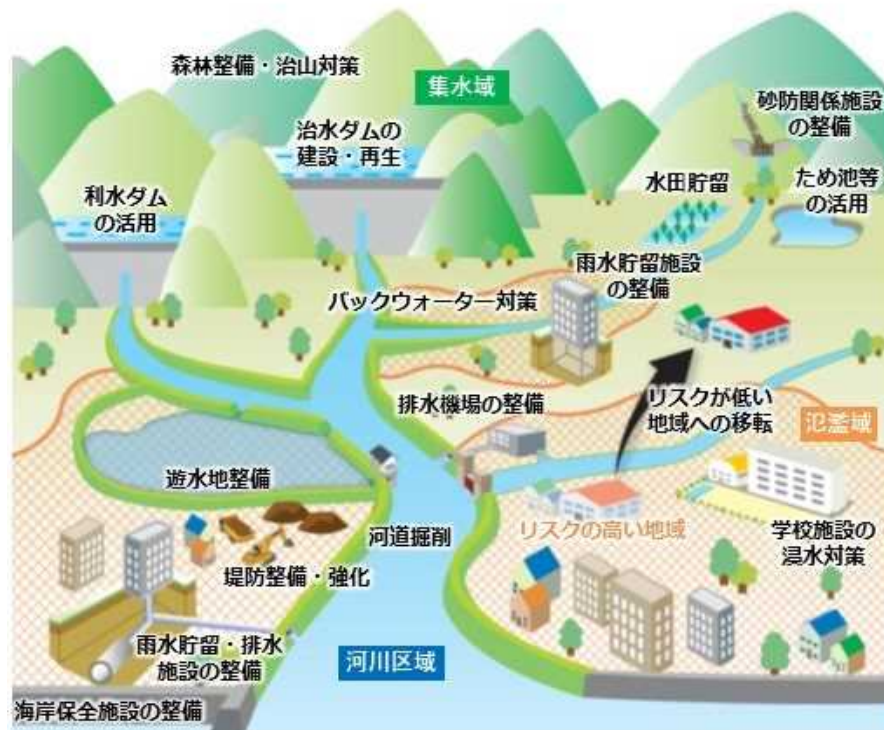 森林整備・治山対策
集水域
砂防関係施設
の整備
治水ダムの
建設・再生
水田貯留
ため池等
の活用
利水ダム
の活用
雨水貯留施設
の整備
バックウォーター対策
排水機場の整備
リスクが低い
地域への移転
氾濫域
遊水地整備
リスクの高い地域
河道掘削
学校施設の
浸水対策
堤防整備・強化
雨水貯留・排水
施設の整備
河川区域
海岸保全施設の整備